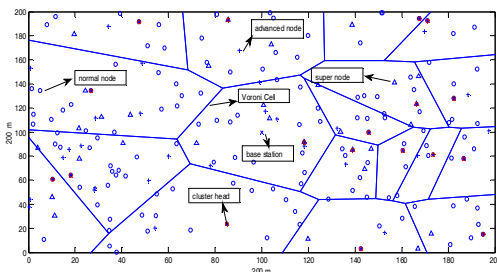 200
180
160
140
120
100
80
60
40
20
0
200 m
advanced node
normal node
super node
Voroni Cell
base station
cluster head
0 20 40 60 80 100 120 140 160 180 200
200 m